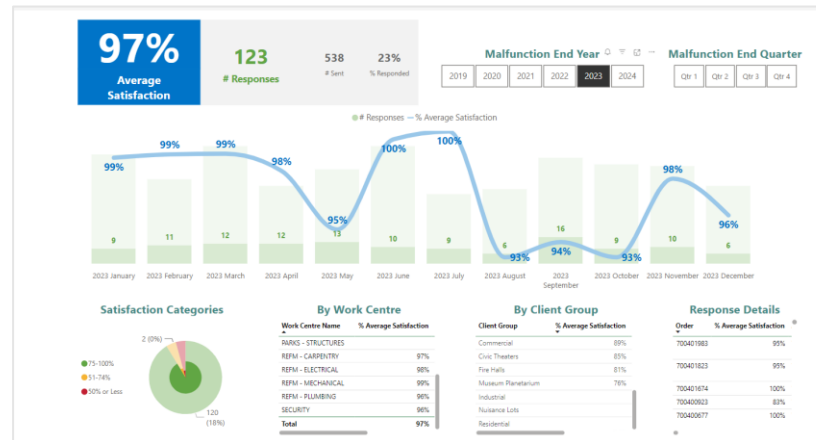 97%
Average
Satisfaction
123
# Responses
538
# Sent
23%
% Responded
Malfunction End Year
2019 2020 2021 2022 2023 2024
Malfunction End Quarter
Qtr 1 Qtr 2 Qtr 3 Qtr 4
# Responses % Average Satisfaction
99% 99% 99% 98% 95% 100% 100% 93% 94% 93% 98% 96%
9 11 12 12 13 10 9 6 16 9 10 6
2023 January 2023 February 2023 March 2023 April 2023 May 2023 June 2023 July 2023 August 2023 September 2023 October 2023 November 2023 December
Satisfaction Categories
2 (0%)
75-100%
51-74%
50% or Less
120
(18%)
By Work Centre
Work Centre Name % Average Satisfaction
PARKS - STRUCTURES
REFM - CARPENTRY 97%
REFM - ELECTRICAL 98%
REFM - MECHANICAL 99%
REFM - PLUMBING 96%
SECURITY 96%
Total 97%
By Client Group
Client Group % Average Satisfaction
Commercial 89%
Civic Theaters 85%
Fire Halls 81%
Museum Planetarium 76%
Industrial
Nuisance Lots
Residential
Response Details
Order % Average Satisfaction
700401983 95%
700401823 95%
700401674 100%
700400923 83%
700400677 100%